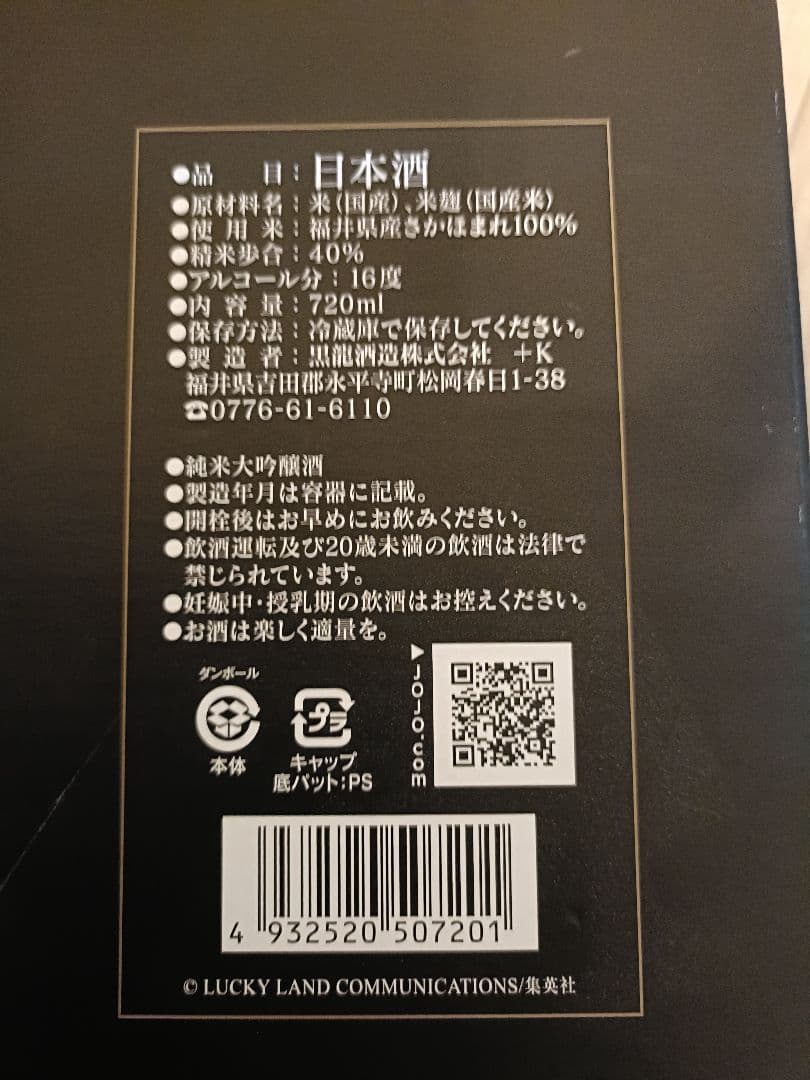 ●品　目：日本酒
●原材料名：米（国産）、米麹（国産米）
●使用米：福井県産さかほまれ100％
●精米歩合：40％
●アルコール分：16度
●内容量：720ml
●保存方法：冷蔵庫で保存してください。
●製造者：黒龍酒造株式会社　+K
福井県吉田郡永平寺町松岡春日1-38
☎0776-61-6110
●純米大吟醸酒
●製造年月は容器に記載。
●開栓後はお早めにお飲みください。
●飲酒運転及び20歳未満の飲酒は法律で
禁じられています。
●妊娠中・授乳期の飲酒はお控えください。
●お酒は楽しく適量を。
ダンボール
本体
プラ
キャップ
底パット：PS
▶JOJO.com
4 932520 507201
© LUCKY LAND COMMUNICATIONS/集英社